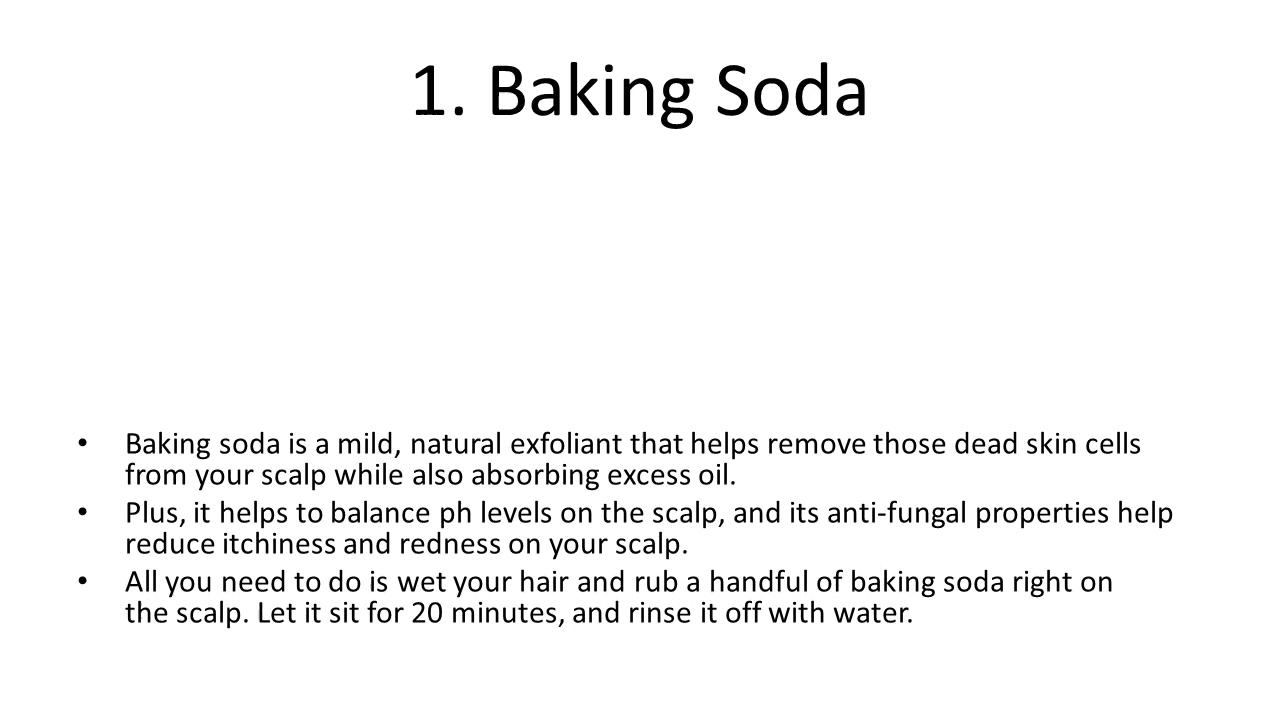 1. Baking Soda
• Baking soda is a mild, natural exfoliant that helps remove those dead skin cells
from your scalp while also absorbing excess oil.
• Plus, it helps to balance ph levels on the scalp, and its anti-fungal properties help
reduce itchiness and redness on your scalp.
• All you need to do is wet your hair and rub a handful of baking soda right on
the scalp. Let it sit for 20 minutes, and rinse it off with water.